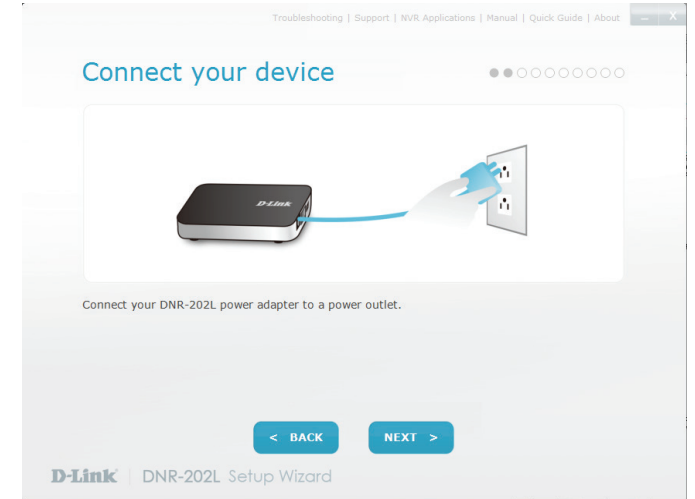 Troubleshooting | Support | NVR Applications | Manual | Quick Guide | About
_ | X
Connect your device
D-Link
Connect your DNR-202L power adapter to a power outlet.
< BACK NEXT >
D-Link | DNR-202L Setup Wizard